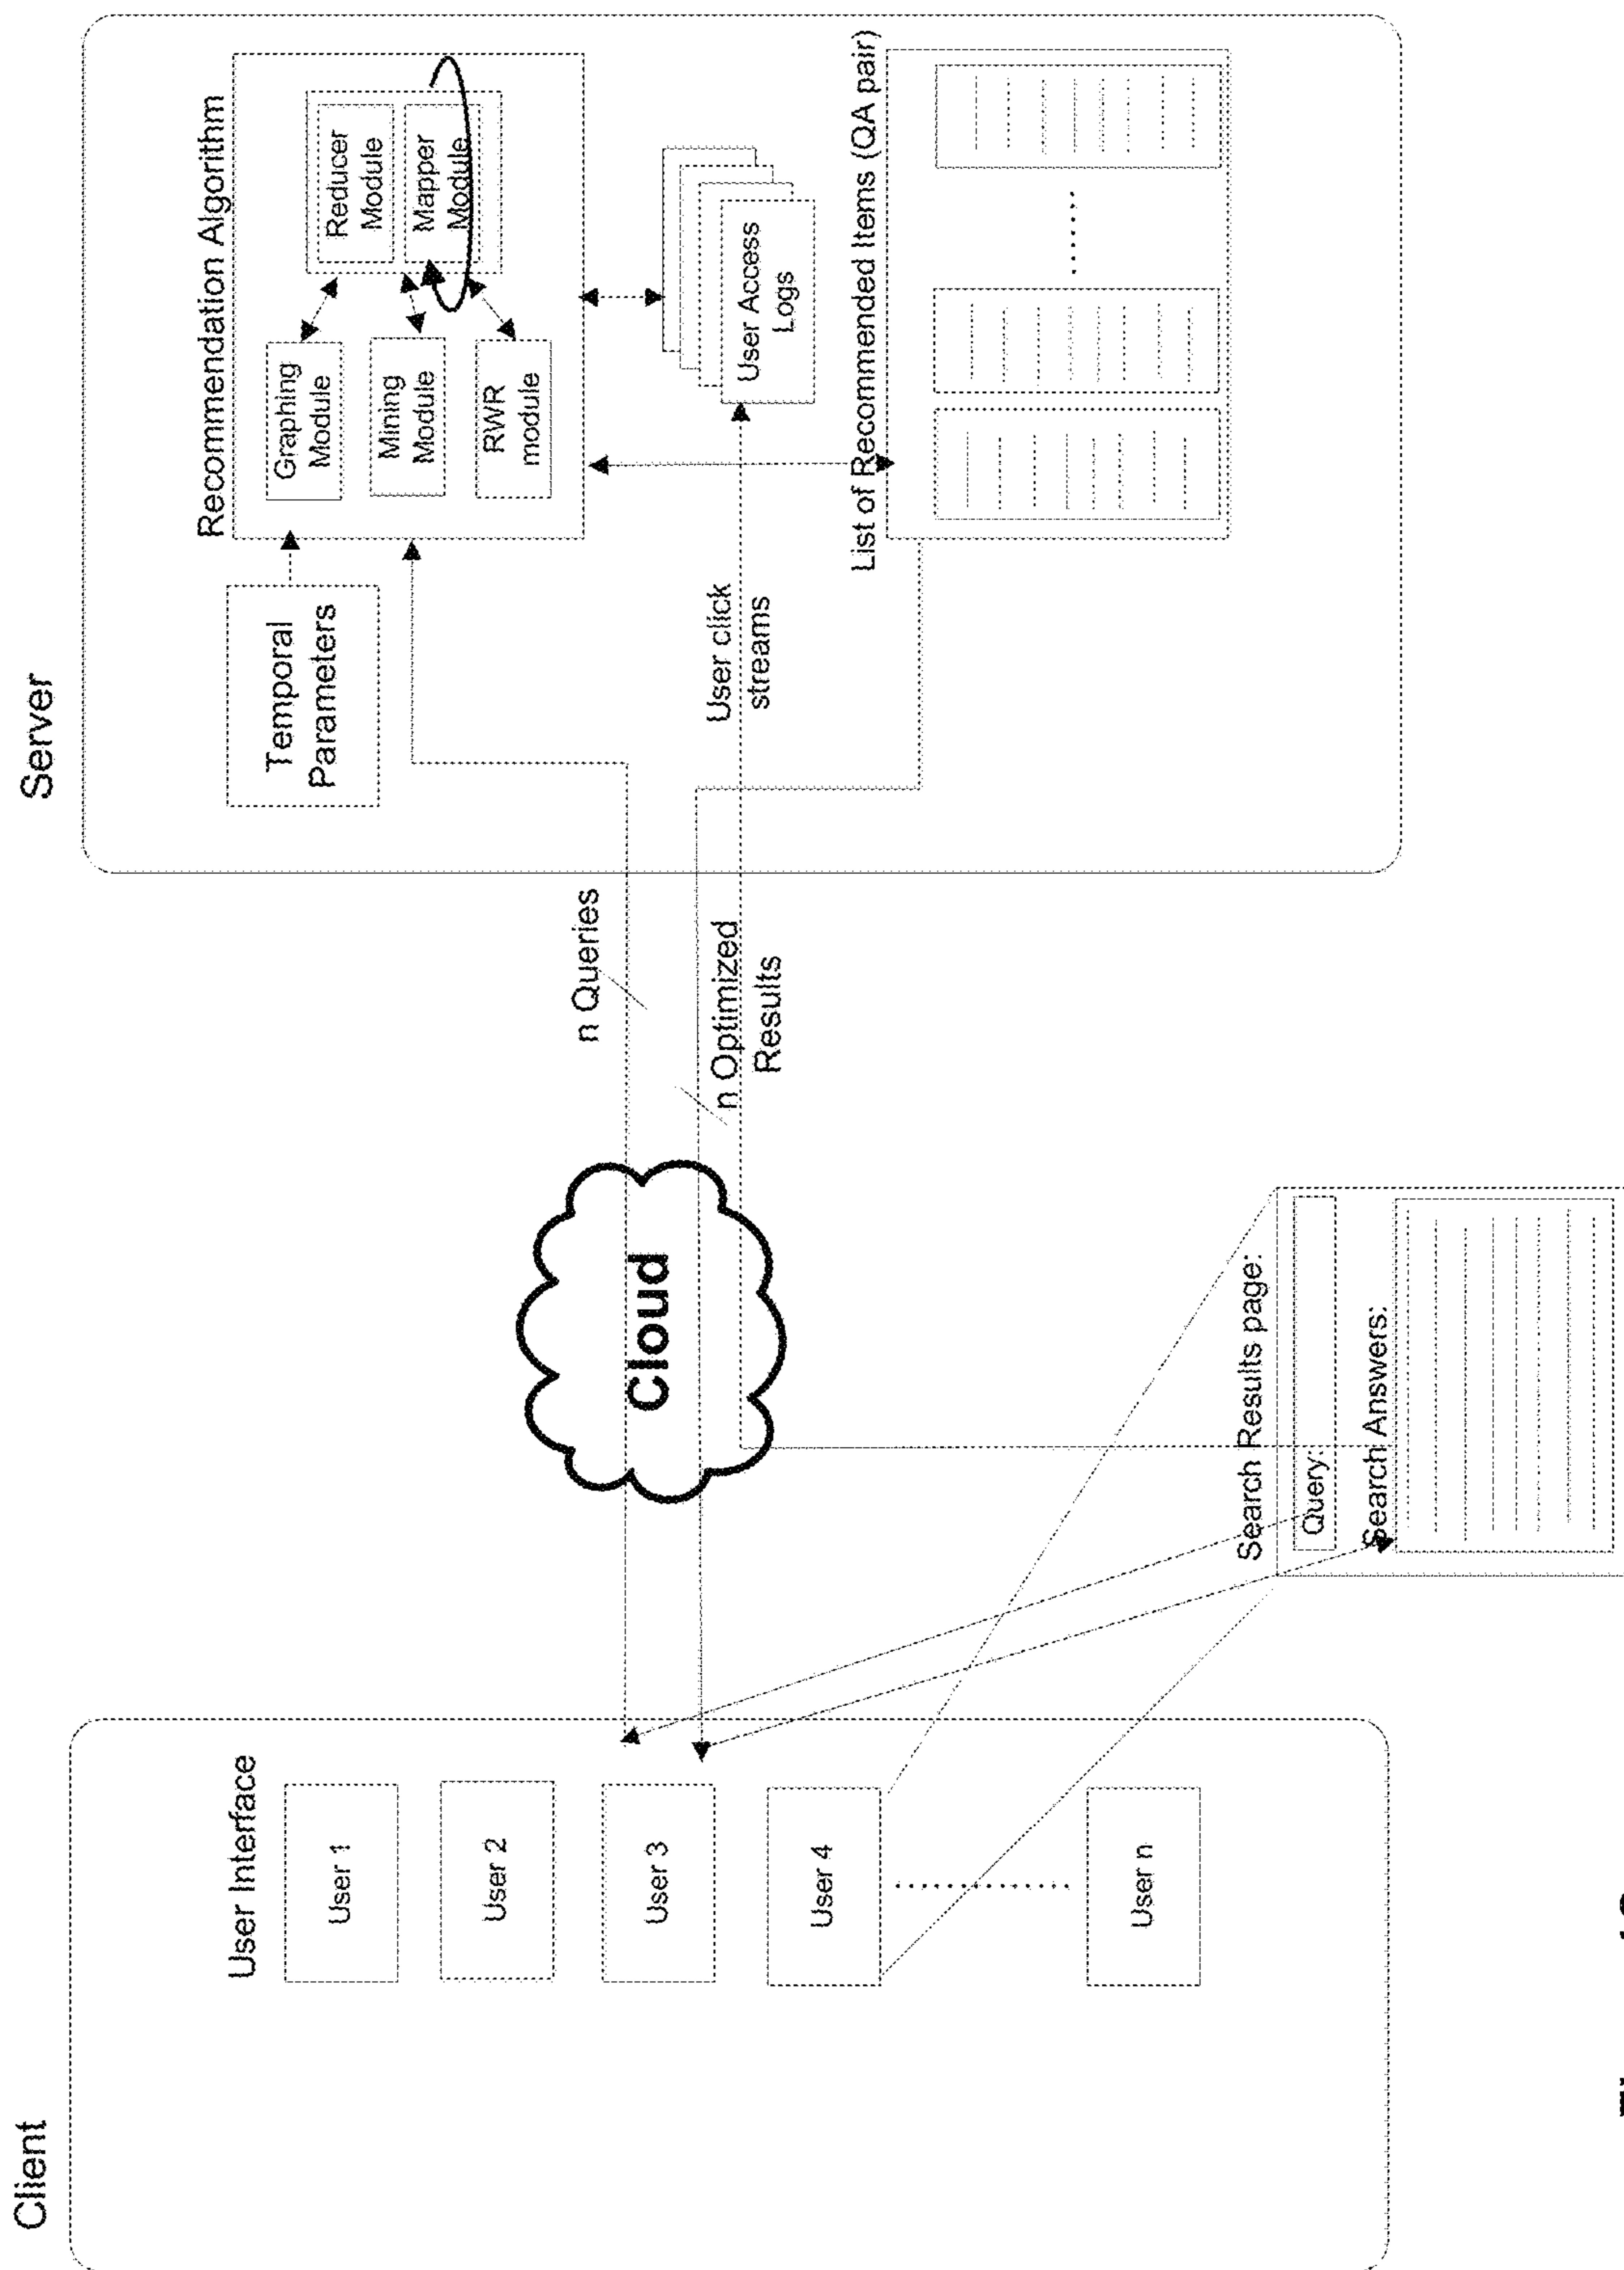 Client
Server
User Interface
User 1
User 2
User 3
User 4
User n
Cloud
n Queries
n Optimized
Results
Search Results page:
Query:
Search Answers:
Temporal
Parameters
Recommendation Algorithm
Graphing
Module
Mining
Module
RWR
module
Reducer
Module
Mapper
Module
User click
streams
User Access
Logs
List of Recommended Items (QA pair)